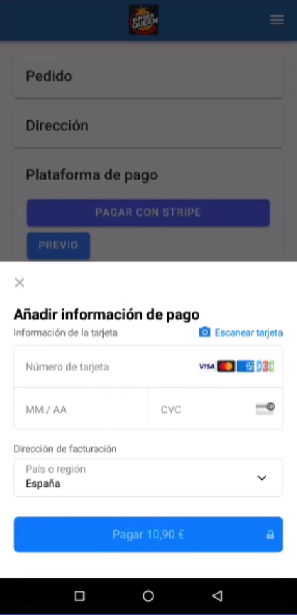 QUEEN
Pedido
Dirección
Plataforma de pago
PAGAR CON STRIPE
PREVIO
Añadir información de pago
Información de la tarjeta
Escanear tarjeta
Número de tarjeta
VISA
MM / AA
CVC
Dirección de facturación
País o región
España
Pagar 10,90 €